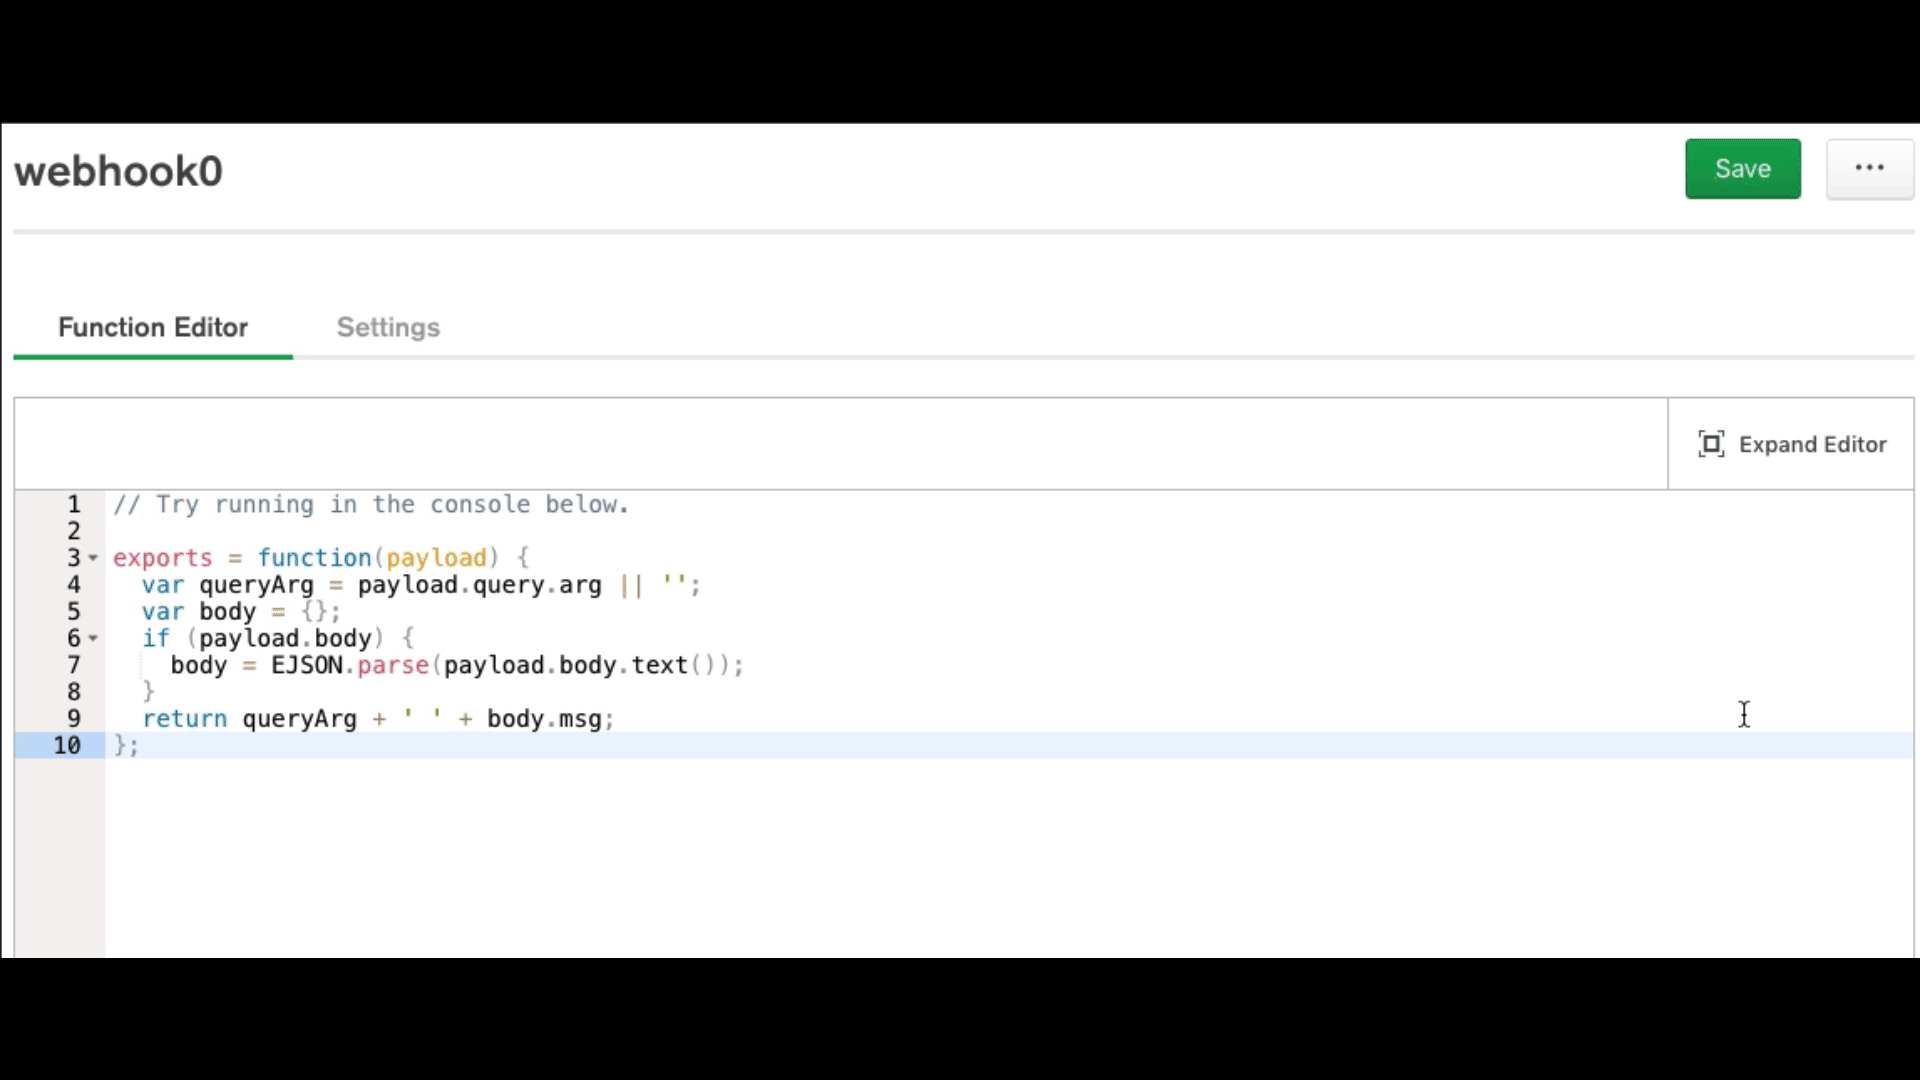 webhook0
Save
...
Function Editor
Settings
Expand Editor
1 // Try running in the console below.
2
3 exports = function(payload) {
4   var queryArg = payload.query.arg || '';
5   var body = {};
6   if (payload.body) {
7     body = EJSON.parse(payload.body.text());
8   }
9   return queryArg + ' ' + body.msg;
10 };